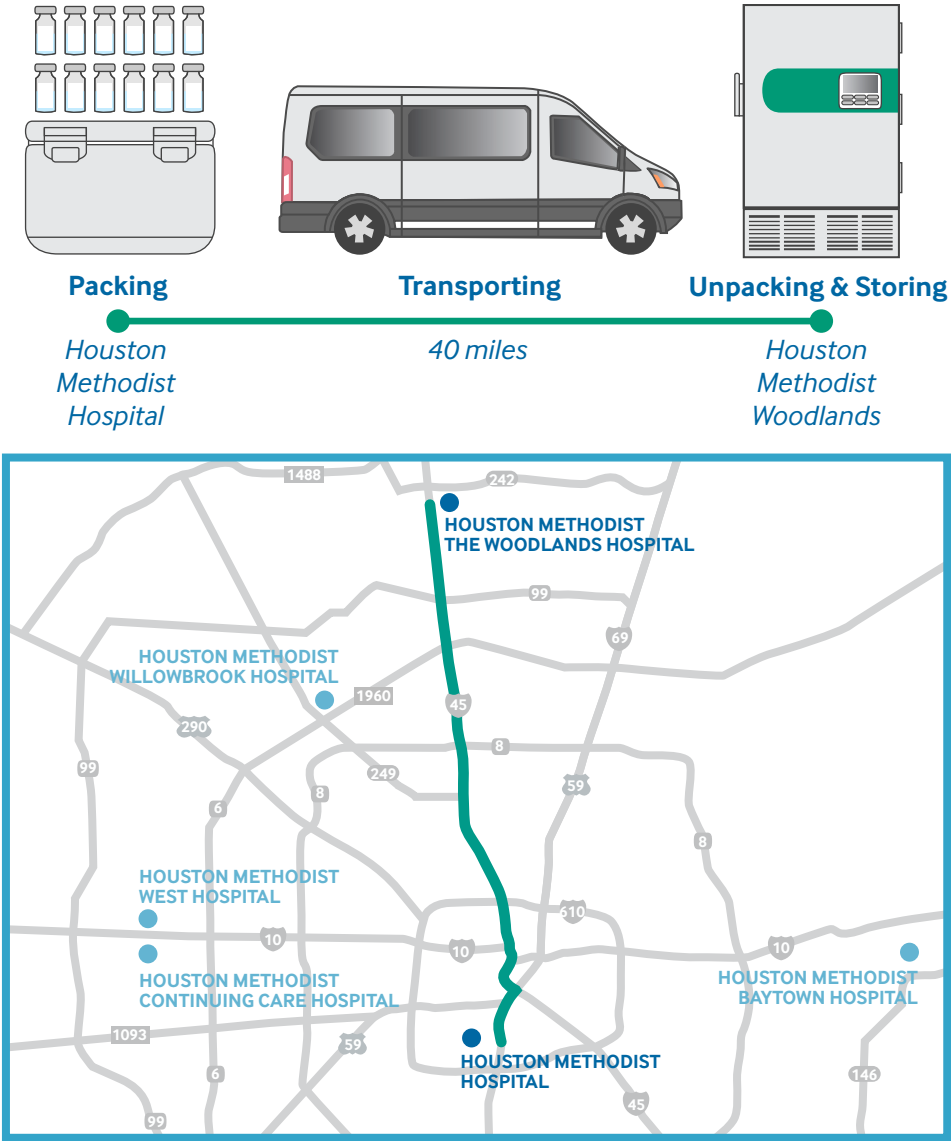 Packing
Transporting
Unpacking & Storing
Houston
Methodist
Hospital
40 miles
Houston
Methodist
Woodlands
1488
242
HOUSTON METHODIST
THE WOODLANDS HOSPITAL
99
69
HOUSTON METHODIST
WILLOWBROOK HOSPITAL
1960
45
290
8
99
249
59
8
6
8
HOUSTON METHODIST
WEST HOSPITAL
610
10
10
10
HOUSTON METHODIST
CONTINUING CARE HOSPITAL
HOUSTON METHODIST
BAYTOWN HOSPITAL
1093
59
HOUSTON METHODIST
HOSPITAL
6
146
45
99